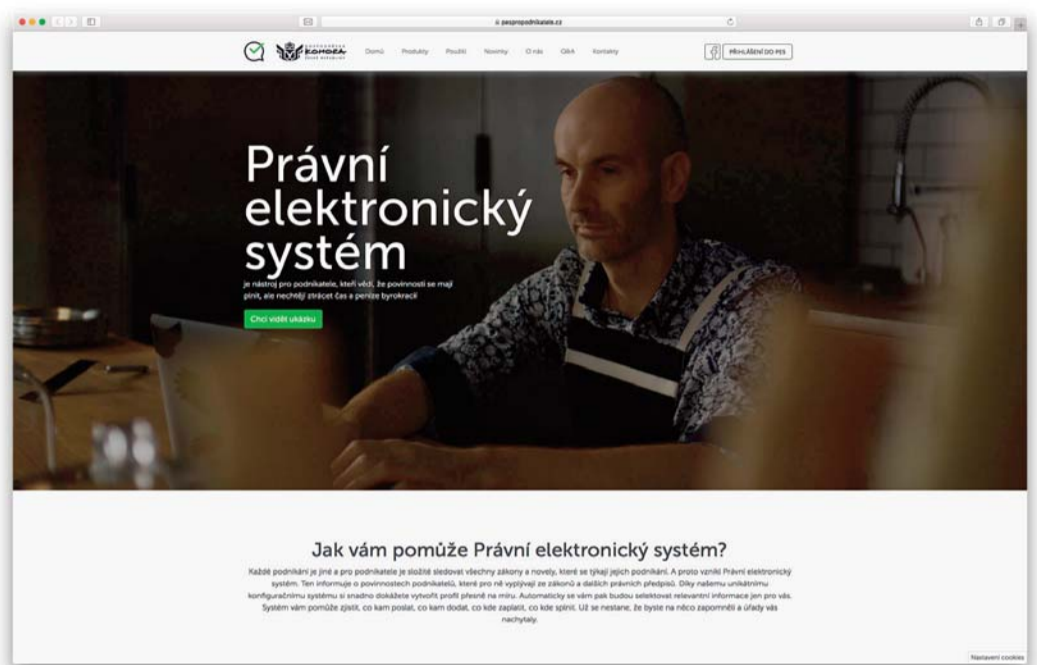 pespropodnikatele.cz
HOSPODÁŘSKÁ
KOMORA
ČESKÉ REPUBLIKY
Domů Produkty Použití Novinky O nás Q&A Kontakty
PŘIHLÁŠENÍ DO PES
Právní
elektronický
systém
je nástroj pro podnikatele, kteří vědí, že povinnosti se mají
plnit, ale nechtějí ztrácet čas a peníze byrokracií
Chci vidět ukázku
Jak vám pomůže Právní elektronický systém?
Každé podnikání je jiné a pro podnikatele je složité sledovat všechny zákony a novely, které se týkají jejich podnikání. A proto vznikl Právní elektronický
systém. Ten informuje o povinnostech podnikatelů, které pro ně vyplývají ze zákonů a dalších právních předpisů. Díky našemu unikátnímu
konfiguračnímu systému si snadno dokážete vytvořit profil přesně na míru. Automaticky se vám pak budou selektovat relevantní informace jen pro vás.
Systém vám pomůže zjistit, co kam poslat, co kam dodat, co kde zaplatit, co kde splnit. Už se nestane, že byste na něco zapomněli a úřady vás
nachytaly.
Nastavení cookies